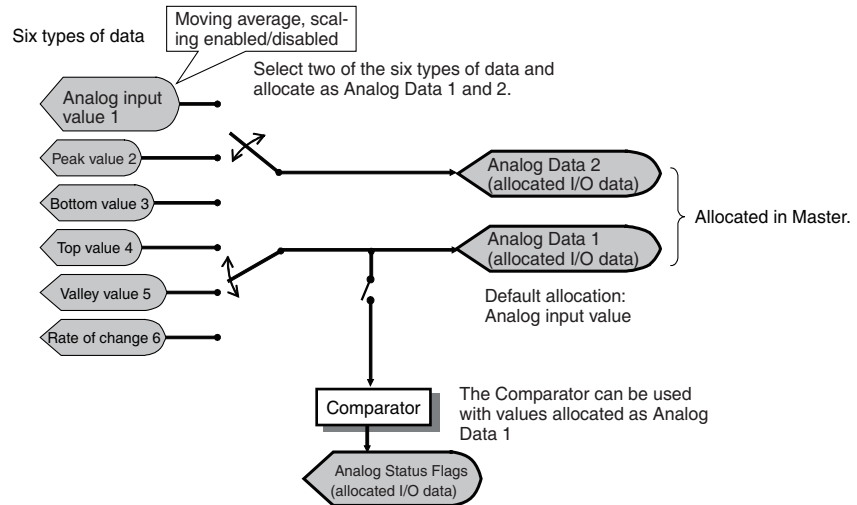 Moving average, scal-
ing enabled/disabled
Six types of data
Select two of the six types of data and
allocate as Analog Data 1 and 2.
Analog input
value 1
Peak value 2
Bottom value 3
Top value 4
Valley value 5
Rate of change 6
Analog Data 2
(allocated I/O data)
Analog Data 1
(allocated I/O data)
Allocated in Master.
Default allocation:
Analog input value
Comparator
The Comparator can be used
with values allocated as Analog
Data 1
Analog Status Flags
(allocated I/O data)